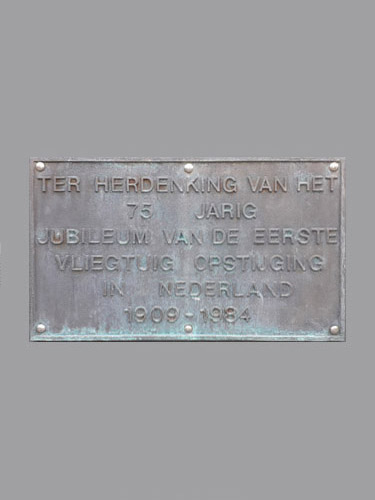 TER HERDENKING VAN HET
75 JARIG
JUBILEUM VAN DE EERSTE
VLIEGTUIG OPSTIJGING
IN NEDERLAND
1909-1984